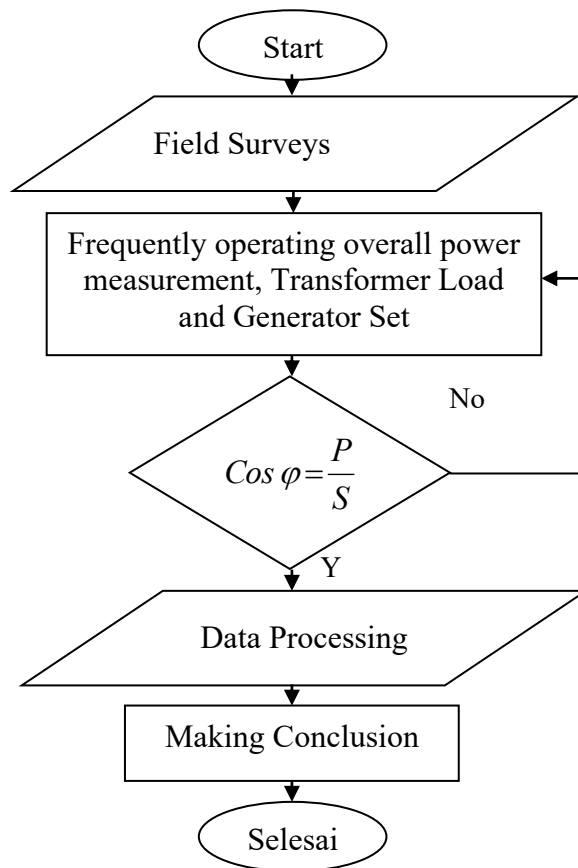 Start
Field Surveys
Frequently operating overall power
measurement, Transformer Load
and Generator Set
No
Cos φ = P/S
Y
Data Processing
Making Conclusion
Selesai